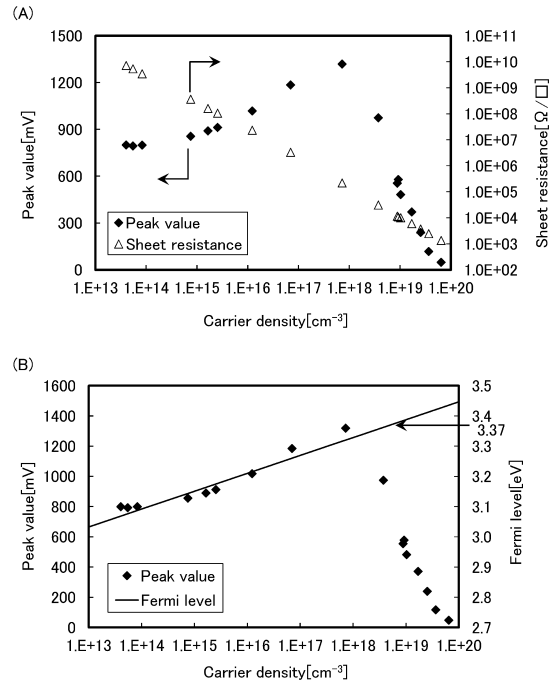 (A)
1500
1200
900
600
300
0
Peak value[mV]
1.0E+11
1.0E+10
1.0E+09
1.0E+08
1.0E+07
1.0E+06
1.0E+05
1.0E+04
1.0E+03
1.0E+02
Sheet resistance[Ω/□]
Peak value
Sheet resistance
1.E+13 1.E+14 1.E+15 1.E+16 1.E+17 1.E+18 1.E+19 1.E+20
Carrier density[cm⁻³]
(B)
1600
1400
1200
1000
800
600
400
200
0
Peak value[mV]
3.5
3.4
3.37
3.3
3.2
3.1
3.0
2.9
2.8
2.7
Fermi level[eV]
Peak value
Fermi level
1.E+13 1.E+14 1.E+15 1.E+16 1.E+17 1.E+18 1.E+19 1.E+20
Carrier density[cm⁻³]